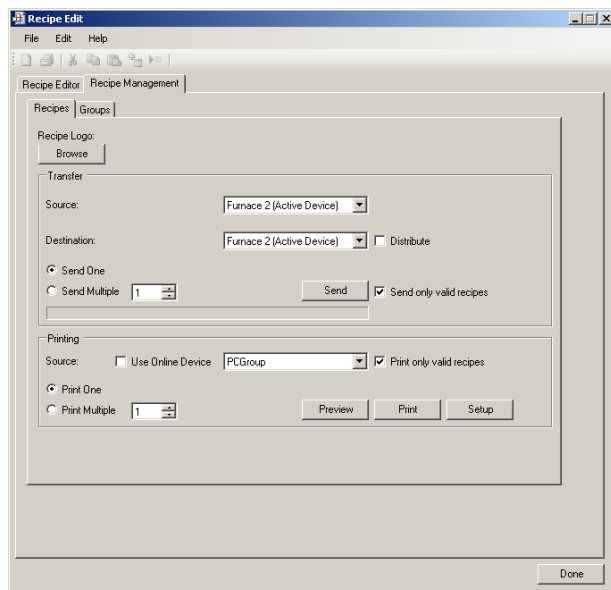 Recipe Edit
File Edit Help
Recipe Editor Recipe Management
Recipes Groups
Recipe Logo:
Browse
Transfer
Source: Furnace 2 (Active Device)
Destination: Furnace 2 (Active Device) Distribute
Send One
Send Multiple 1 Send Send only valid recipes
Printing
Source: Use Online Device PCGroup Print only valid recipes
Print One
Print Multiple 1 Preview Print Setup
Done